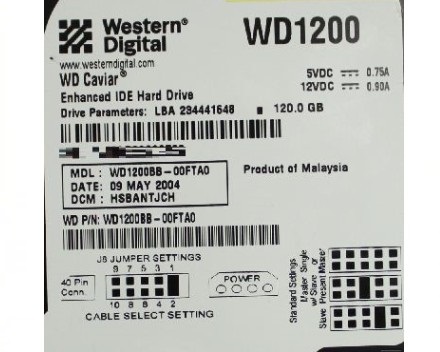 Western®
Digital
WD1200
www.westerndigital.com
WD Caviar®
Enhanced IDE Hard Drive
5VDC 0.75A
12VDC 0.90A
Drive Parameters: LBA 234441648 ■ 120.0 GB
MDL: WD1200BB-00FTA0
DATE: 09 MAY 2004
DCM: HSBANTJCH
Product of Malaysia
WD P/N: WD1200BB-00FTA0
J8 JUMPER SETTINGS
9 7 5 3 1
40 Pin
Conn.
10 8 6 4 2
CABLE SELECT SETTING
POWER
Standard Settings
Master Single
w/Slave or
Slave Present Master